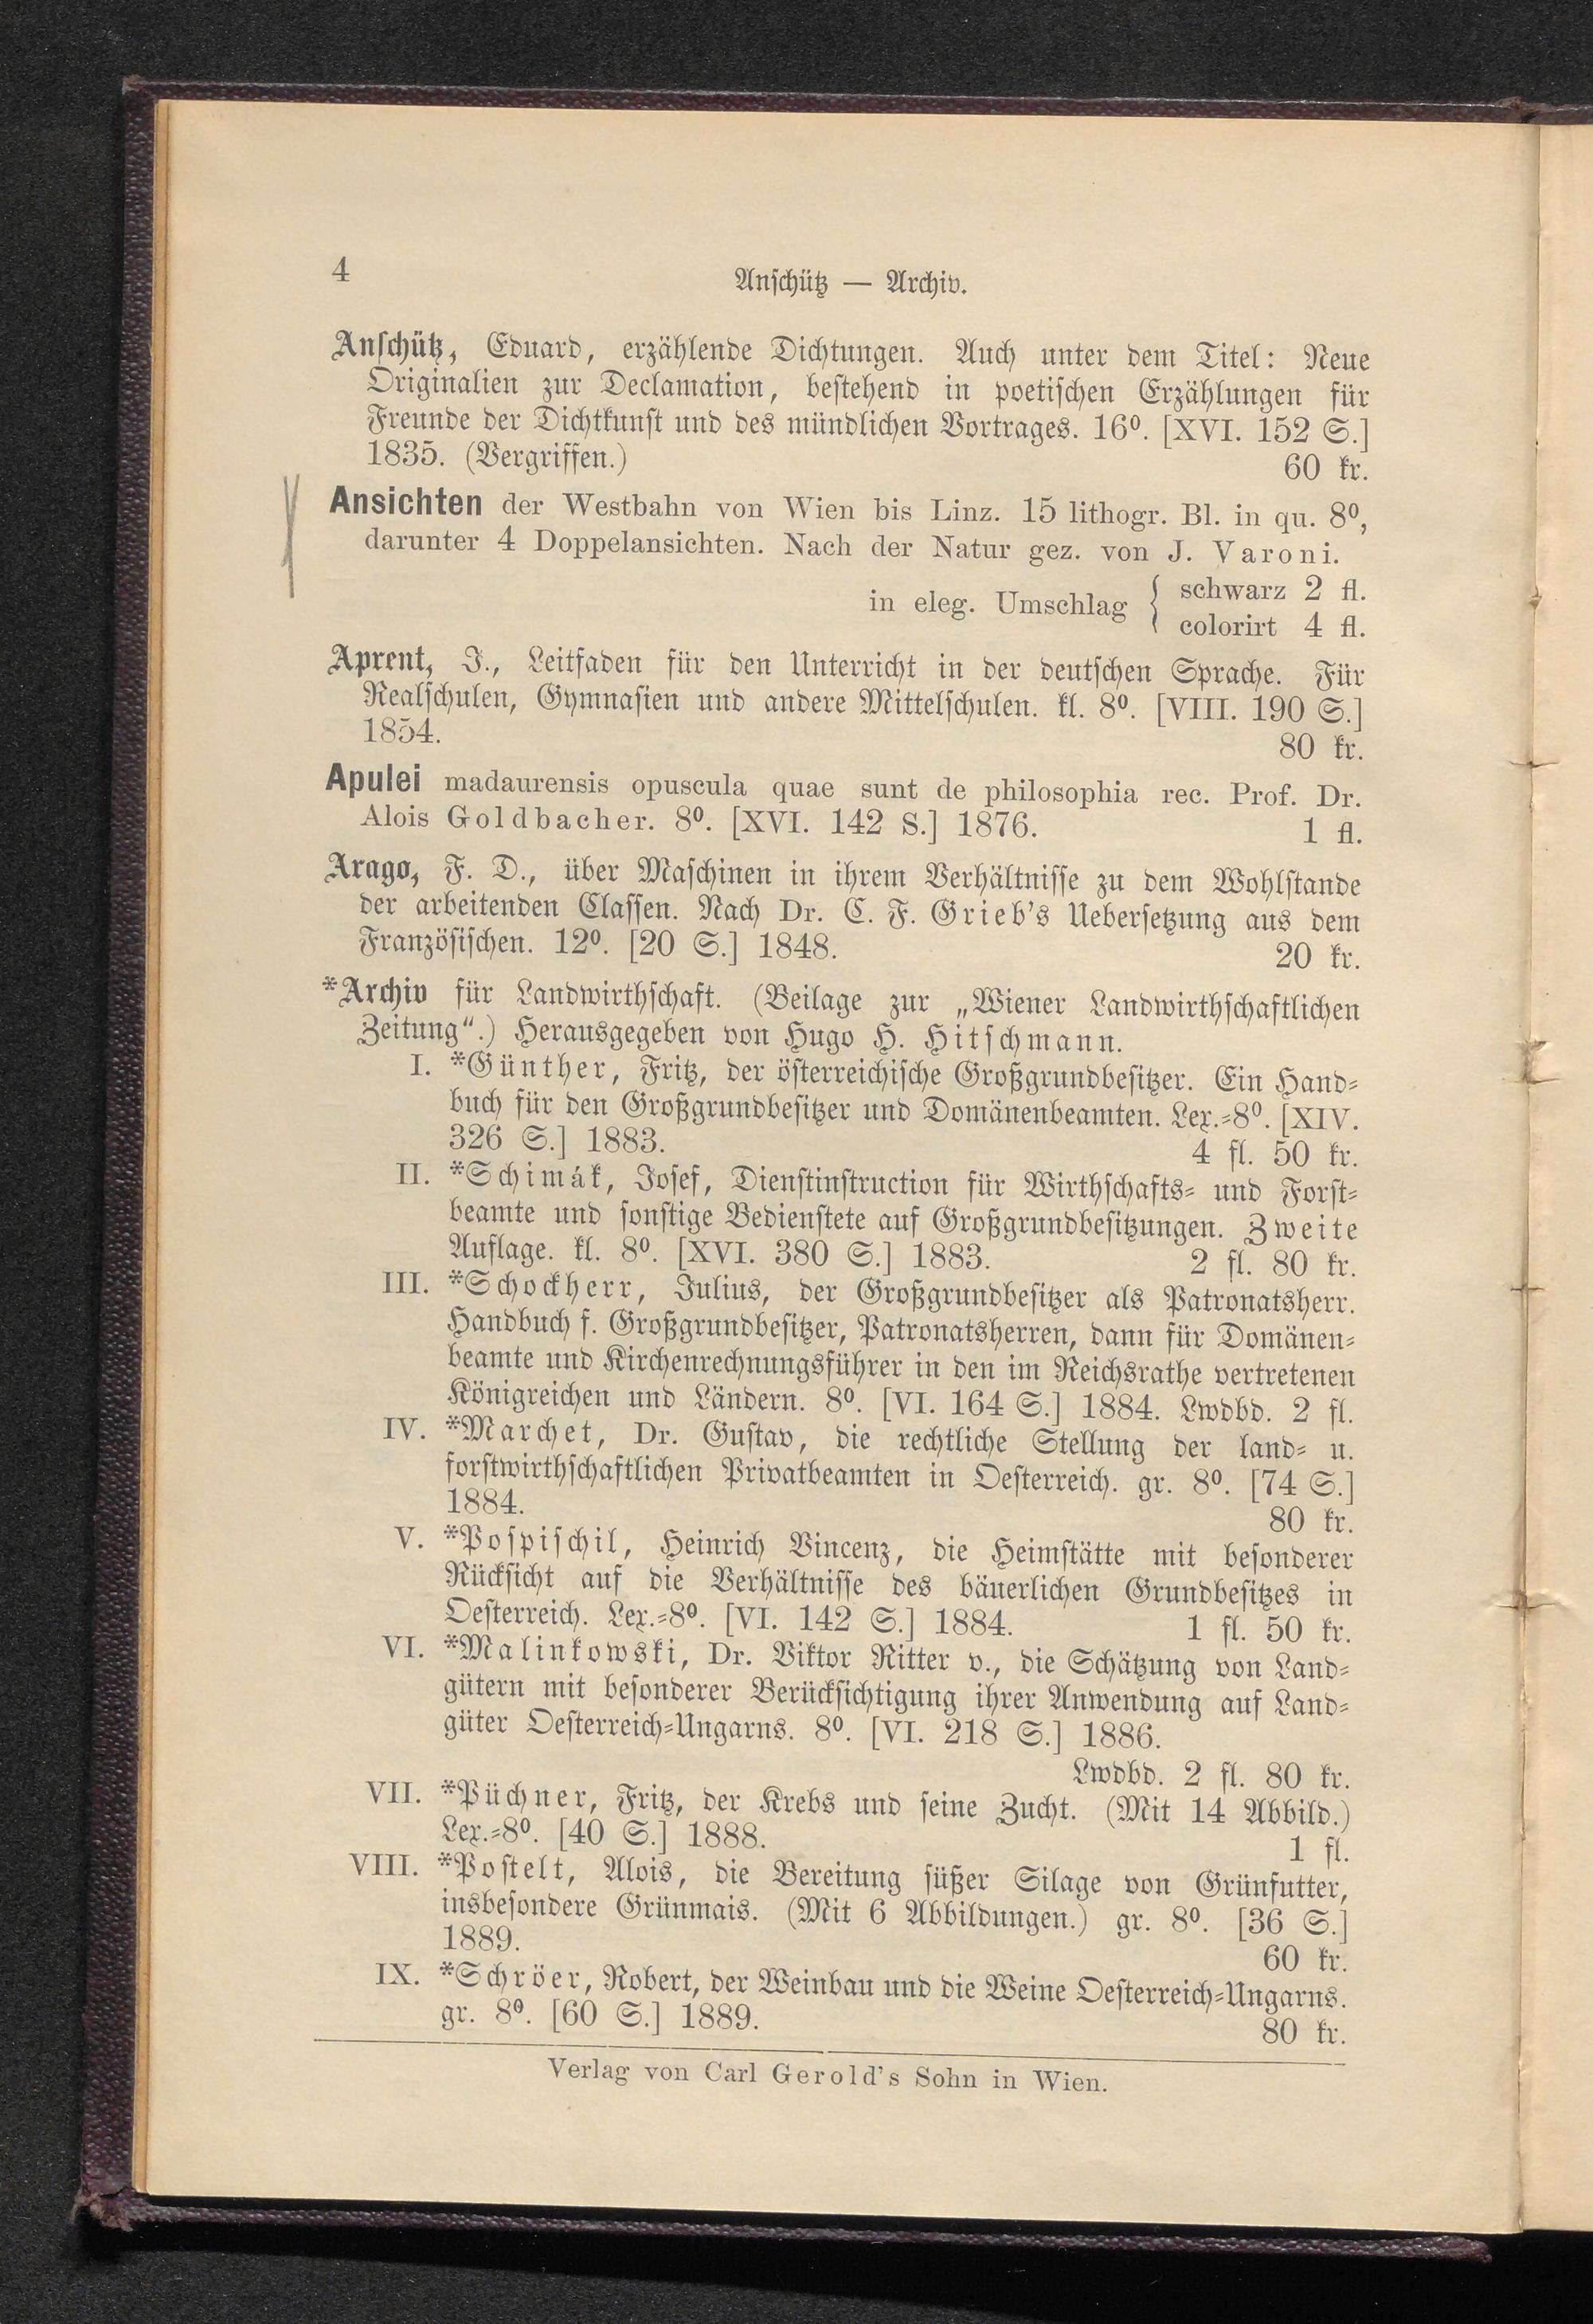 4
Anschütz — Archiv.
Anschütz, Eduard, erzählende Dichtungen. Auch unter dem Titel: Neue
Originalien zur Declamation, bestehend in poetischen Erzählungen für
Freunde der Dichtkunst und des mündlichen Vortrages. 16⁰. [XVI. 152 S.]
1835. (Vergriffen.) 60 kr.
Ansichten der Westbahn von Wien bis Linz. 15 lithogr. Bl. in qu. 8⁰,
darunter 4 Doppelansichten. Nach der Natur gez. von J. Varoni.
in eleg. Umschlag { schwarz 2 fl.
colorirt 4 fl.
Aprent, J., Leitfaden für den Unterricht in der deutschen Sprache. Für
Realschulen, Gymnasien und andere Mittelschulen. kl. 8⁰. [VIII. 190 S.]
1854. 80 kr.
Apulei madaurensis opuscula quae sunt de philosophia rec. Prof. Dr.
Alois Goldbacher. 8⁰. [XVI. 142 S.] 1876. 1 fl.
Arago, F. D., über Maschinen in ihrem Verhältnisse zu dem Wohlstande
der arbeitenden Classen. Nach Dr. C. F. Grieb's Uebersetzung aus dem
Französischen. 12⁰. [20 S.] 1848. 20 kr.
*Archiv für Landwirthschaft. (Beilage zur „Wiener Landwirthschaftlichen
Zeitung“.) Herausgegeben von Hugo H. Hitschmann.
I. *Günther, Fritz, der österreichische Großgrundbesitzer. Ein Hand-
buch für den Großgrundbesitzer und Domänenbeamten. Lex.-8⁰. [XIV.
326 S.] 1883. 4 fl. 50 kr.
II. *Schimák, Josef, Dienstinstruction für Wirthschafts- und Forst-
beamte und sonstige Bedienstete auf Großgrundbesitzungen. Zweite
Auflage. kl. 8⁰. [XVI. 380 S.] 1883. 2 fl. 80 kr.
III. *Schockherr, Julius, der Großgrundbesitzer als Patronatsherr.
Handbuch f. Großgrundbesitzer, Patronatsherren, dann für Domänen-
beamte und Kirchenrechnungsführer in den im Reichsrathe vertretenen
Königreichen und Ländern. 8⁰. [VI. 164 S.] 1884. Lwdbd. 2 fl.
IV. *Marchet, Dr. Gustav, die rechtliche Stellung der land- u.
forstwirthschaftlichen Privatbeamten in Oesterreich. gr. 8⁰. [74 S.]
1884. 80 kr.
V. *Pospischil, Heinrich Vincenz, die Heimstätte mit besonderer
Rücksicht auf die Verhältnisse des bäuerlichen Grundbesitzes in
Oesterreich. Lex.-8⁰. [VI. 142 S.] 1884. 1 fl. 50 kr.
VI. *Malinkowski, Dr. Viktor Ritter v., die Schätzung von Land-
gütern mit besonderer Berücksichtigung ihrer Anwendung auf Land-
güter Oesterreich-Ungarns. 8⁰. [VI. 218 S.] 1886.
Lwdbd. 2 fl. 80 kr.
VII. *Püchner, Fritz, der Krebs und seine Zucht. (Mit 14 Abbild.)
Lex.-8⁰. [40 S.] 1888. 1 fl.
VIII. *Postelt, Alois, die Bereitung süßer Silage von Grünfutter,
insbesondere Grünmais. (Mit 6 Abbildungen.) gr. 8⁰. [36 S.]
1889. 60 kr.
IX. *Schröer, Robert, der Weinbau und die Weine Oesterreich-Ungarns.
gr. 8⁰. [60 S.] 1889. 80 kr.
Verlag von Carl Gerold's Sohn in Wien.